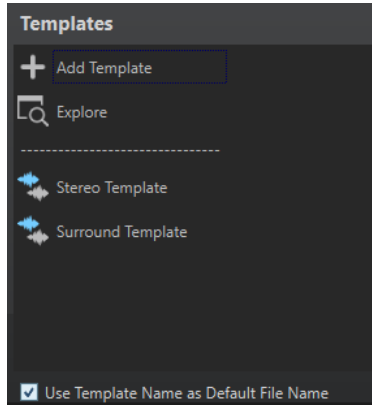 Templates
Add Template
Explore
--------------------------------
Stereo Template
Surround Template
Use Template Name as Default File Name